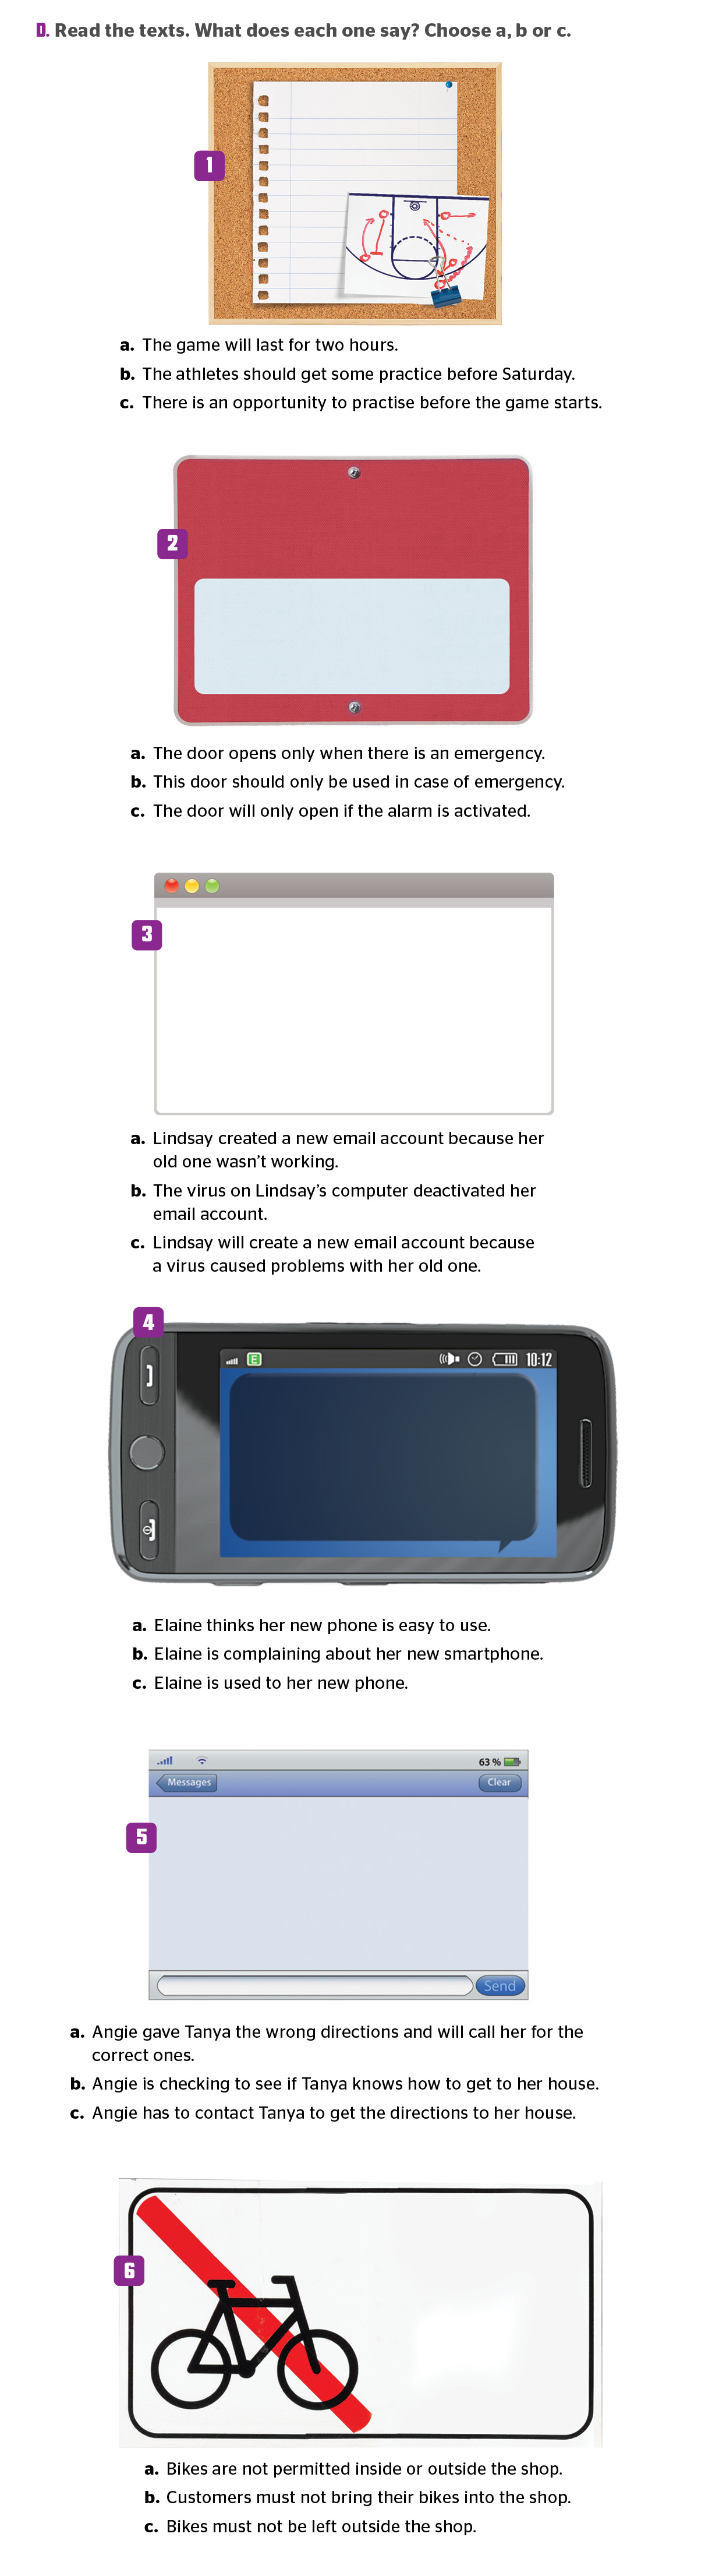 D. Read the texts. What does each one say? Choose a, b or c.
1
a. The game will last for two hours.
b. The athletes should get some practice before Saturday.
c. There is an opportunity to practise before the game starts.
2
a. The door opens only when there is an emergency.
b. This door should only be used in case of emergency.
c. The door will only open if the alarm is activated.
3
a. Lindsay created a new email account because her
old one wasn't working.
b. The virus on Lindsay's computer deactivated her
email account.
c. Lindsay will create a new email account because
a virus caused problems with her old one.
4
E 10:12
a. Elaine thinks her new phone is easy to use.
b. Elaine is complaining about her new smartphone.
c. Elaine is used to her new phone.
63 %
Messages Clear
5
Send
a. Angie gave Tanya the wrong directions and will call her for the
correct ones.
b. Angie is checking to see if Tanya knows how to get to her house.
c. Angie has to contact Tanya to get the directions to her house.
6
a. Bikes are not permitted inside or outside the shop.
b. Customers must not bring their bikes into the shop.
c. Bikes must not be left outside the shop.